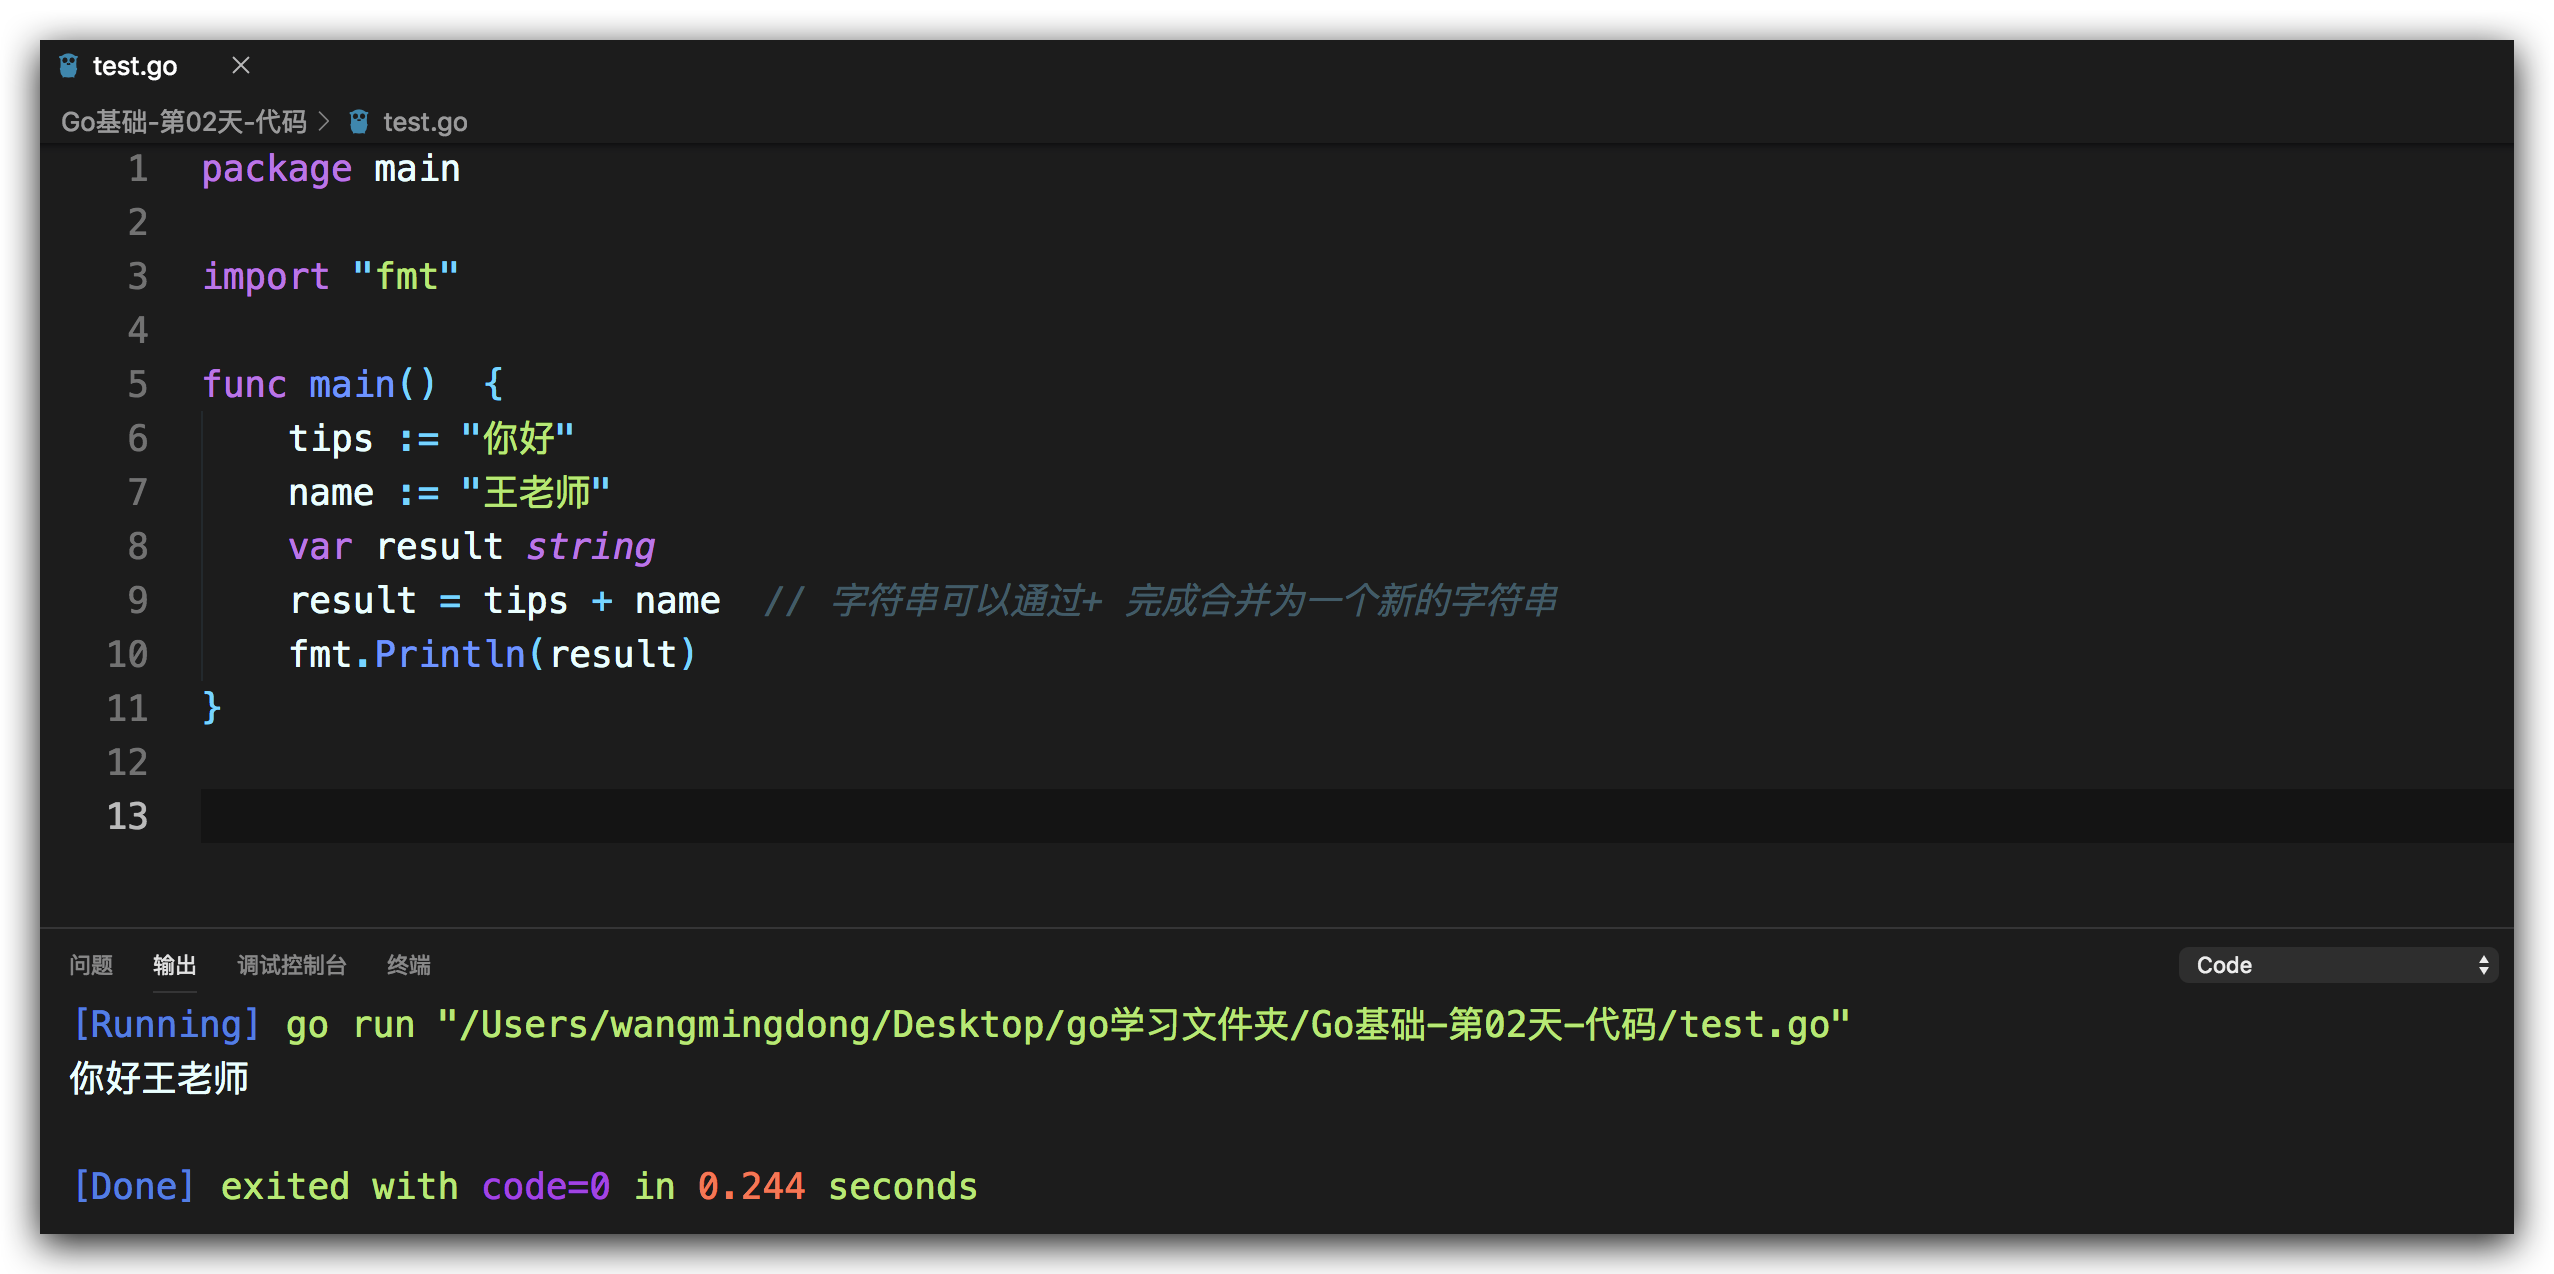 test.go
Go基础-第02天-代码 > test.go
1 package main
2
3 import "fmt"
4
5 func main()  {
6     tips := "你好"
7     name := "王老师"
8     var result string
9     result = tips + name  // 字符串可以通过+ 完成合并为一个新的字符串
10     fmt.Println(result)
11 }
12
13
问题 输出 调试控制台 终端 Code
[Running] go run "/Users/wangmingdong/Desktop/go学习文件夹/Go基础-第02天-代码/test.go"
你好王老师
[Done] exited with code=0 in 0.244 seconds